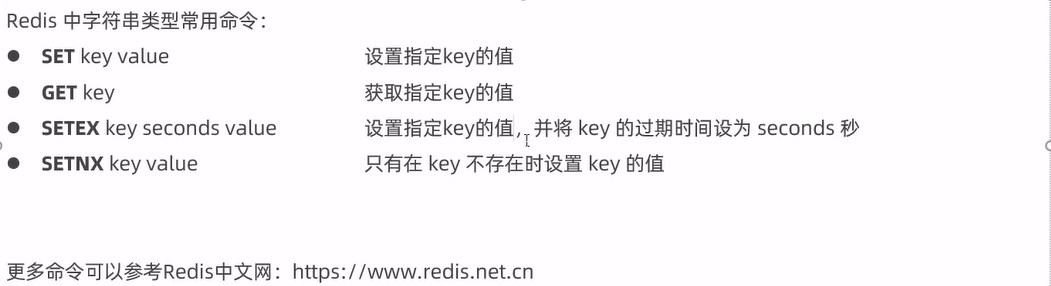 Redis 中字符串类型常用命令：
● SET key value 设置指定key的值
● GET key 获取指定key的值
● SETEX key seconds value 设置指定key的值，并将 key 的过期时间设为 seconds 秒
● SETNX key value 只有在 key 不存在时设置 key 的值
更多命令可以参考Redis中文网：https://www.redis.net.cn